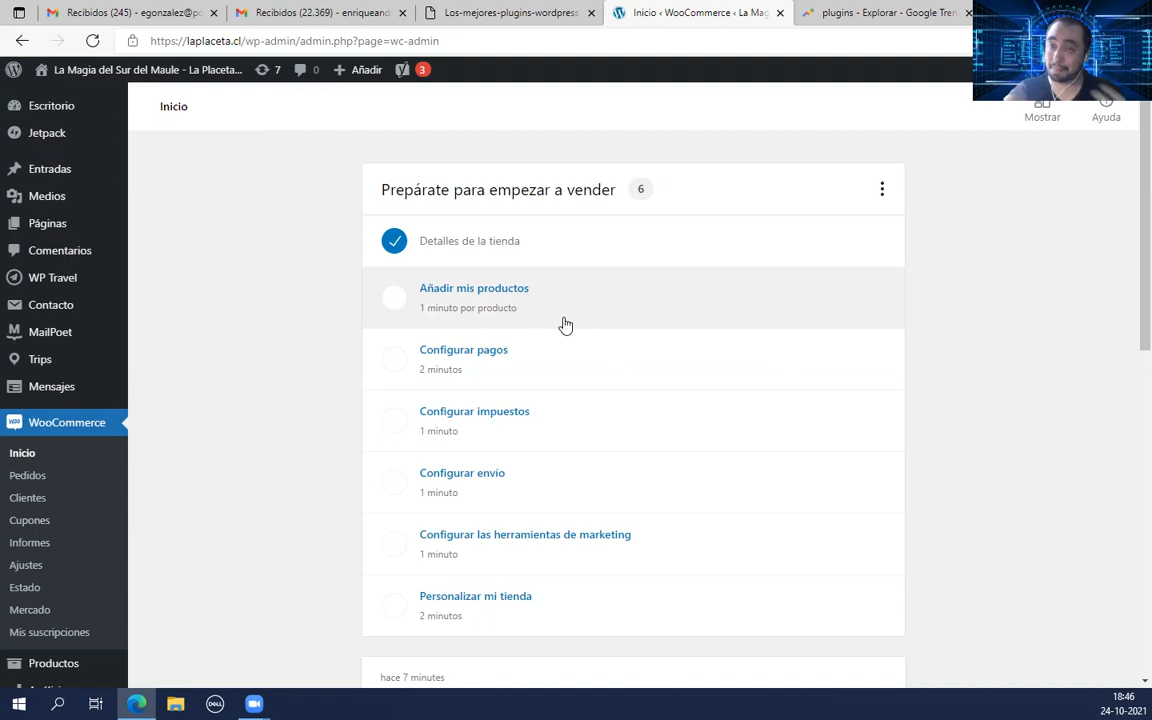 Recibidos (245) - egonzalez@pc
Recibidos (22.369) - enriqueand
Los-mejores-plugins-wordpress
Inicio ‹ WooCommerce ‹ La Mag
plugins - Explorar - Google Tren
https://laplaceta.cl/wp-admin/admin.php?page=wc-admin
La Magia del Sur del Maule - La Placeta...
7
0
Añadir
3
Escritorio
Jetpack
Entradas
Medios
Páginas
Comentarios
WP Travel
Contacto
MailPoet
Trips
Mensajes
WooCommerce
Inicio
Pedidos
Clientes
Cupones
Informes
Ajustes
Estado
Mercado
Mis suscripciones
Productos
Inicio
Mostrar
Ayuda
Prepárate para empezar a vender 6
Detalles de la tienda
Añadir mis productos
1 minuto por producto
Configurar pagos
2 minutos
Configurar impuestos
1 minuto
Configurar envío
1 minuto
Configurar las herramientas de marketing
1 minuto
Personalizar mi tienda
2 minutos
hace 7 minutes
DELL
18:46
24-10-2021